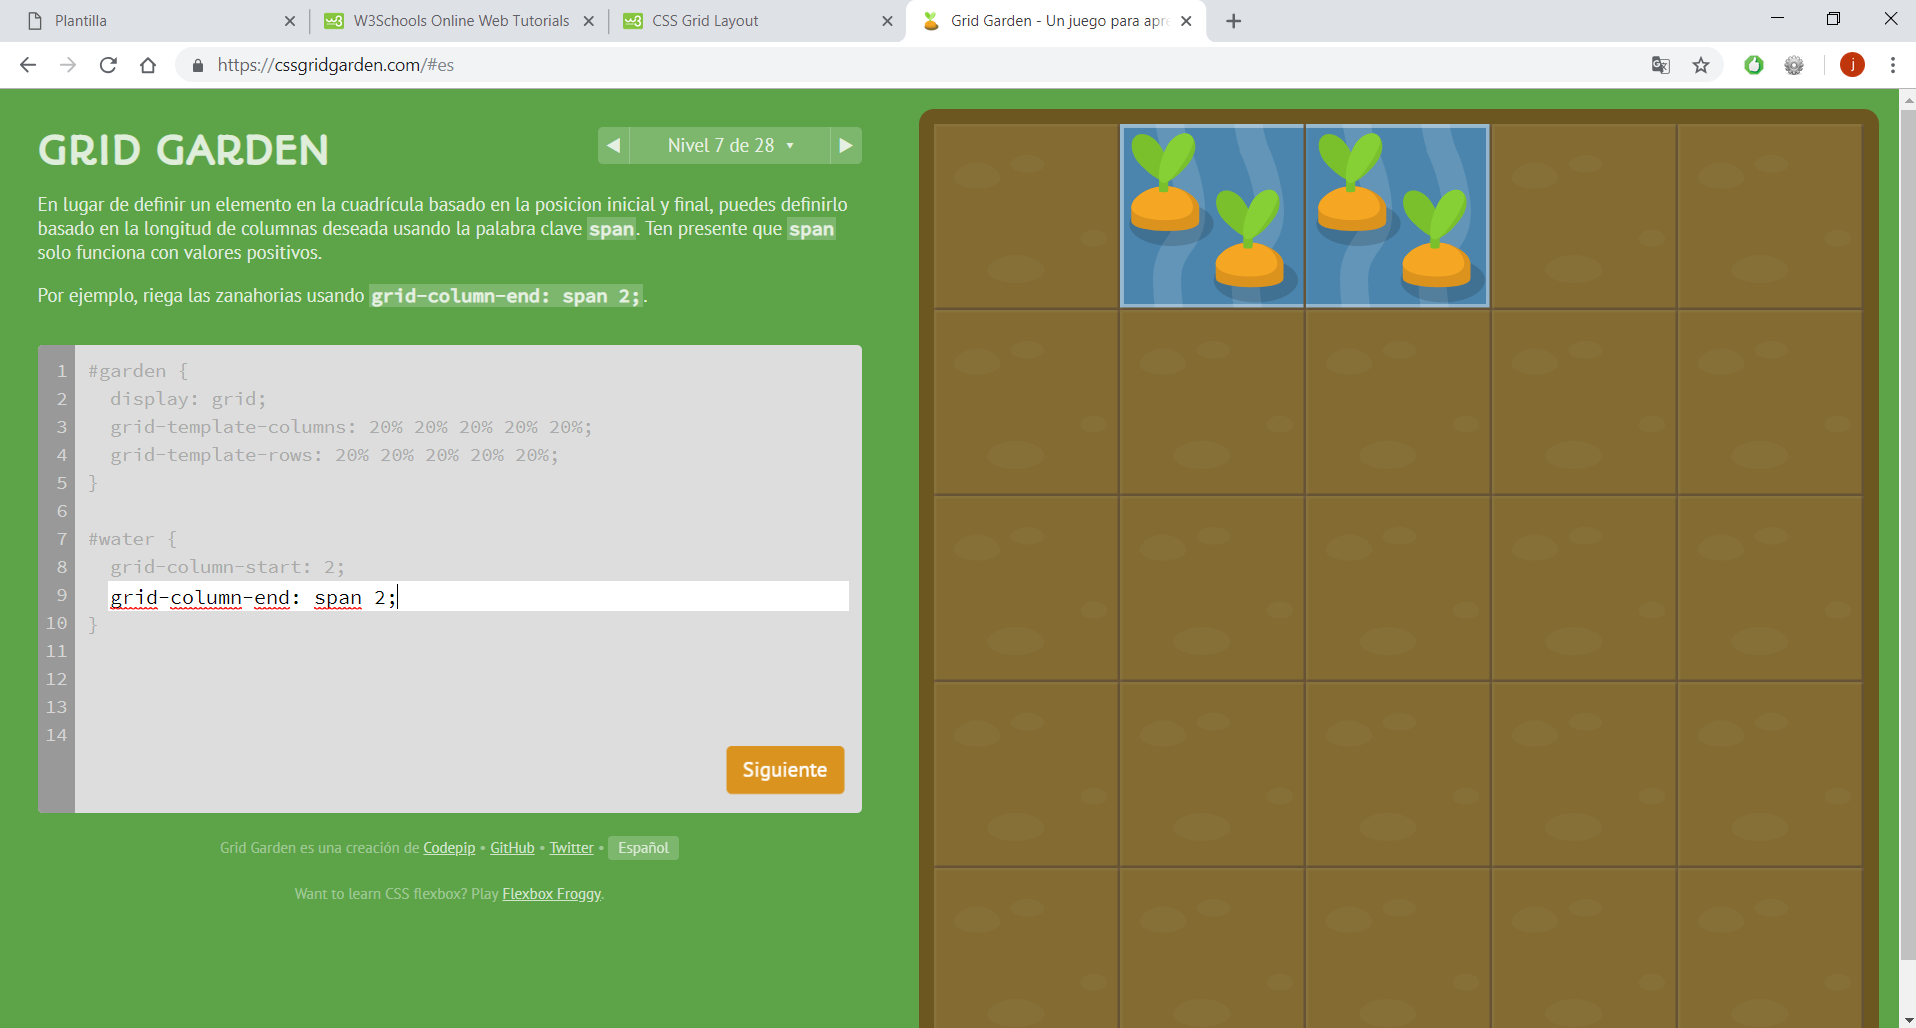 Plantilla
W3Schools Online Web Tutorials
CSS Grid Layout
Grid Garden - Un juego para apre
https://cssgridgarden.com/#es
j
GRID GARDEN
Nivel 7 de 28
En lugar de definir un elemento en la cuadrícula basado en la posicion inicial y final, puedes definirlo
basado en la longitud de columnas deseada usando la palabra clave span. Ten presente que span
solo funciona con valores positivos.
Por ejemplo, riega las zanahorias usando grid-column-end: span 2;.
1 #garden {
2 display: grid;
3 grid-template-columns: 20% 20% 20% 20% 20%;
4 grid-template-rows: 20% 20% 20% 20% 20%;
5 }
6
7 #water {
8 grid-column-start: 2;
9 grid-column-end: span 2;
10 }
11
12
13
14
Siguiente
Grid Garden es una creación de Codepip • GitHub • Twitter • Español
Want to learn CSS flexbox? Play Flexbox Froggy.